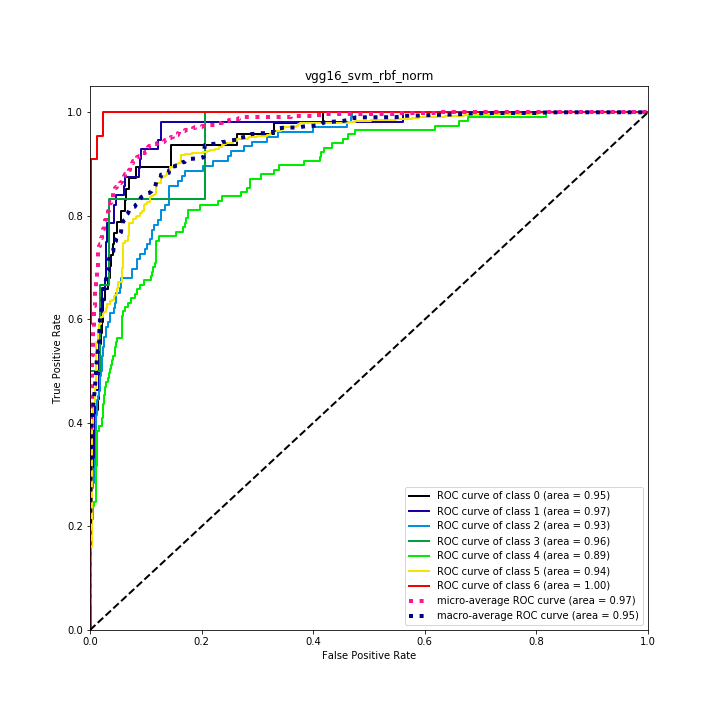 vgg16_svm_rbf_norm
True Positive Rate
1.0
0.8
0.6
0.4
0.2
0.0
ROC curve of class 0 (area = 0.95)
ROC curve of class 1 (area = 0.97)
ROC curve of class 2 (area = 0.93)
ROC curve of class 3 (area = 0.96)
ROC curve of class 4 (area = 0.89)
ROC curve of class 5 (area = 0.94)
ROC curve of class 6 (area = 1.00)
micro-average ROC curve (area = 0.97)
macro-average ROC curve (area = 0.95)
0.0 0.2 0.4 0.6 0.8 1.0
False Positive Rate